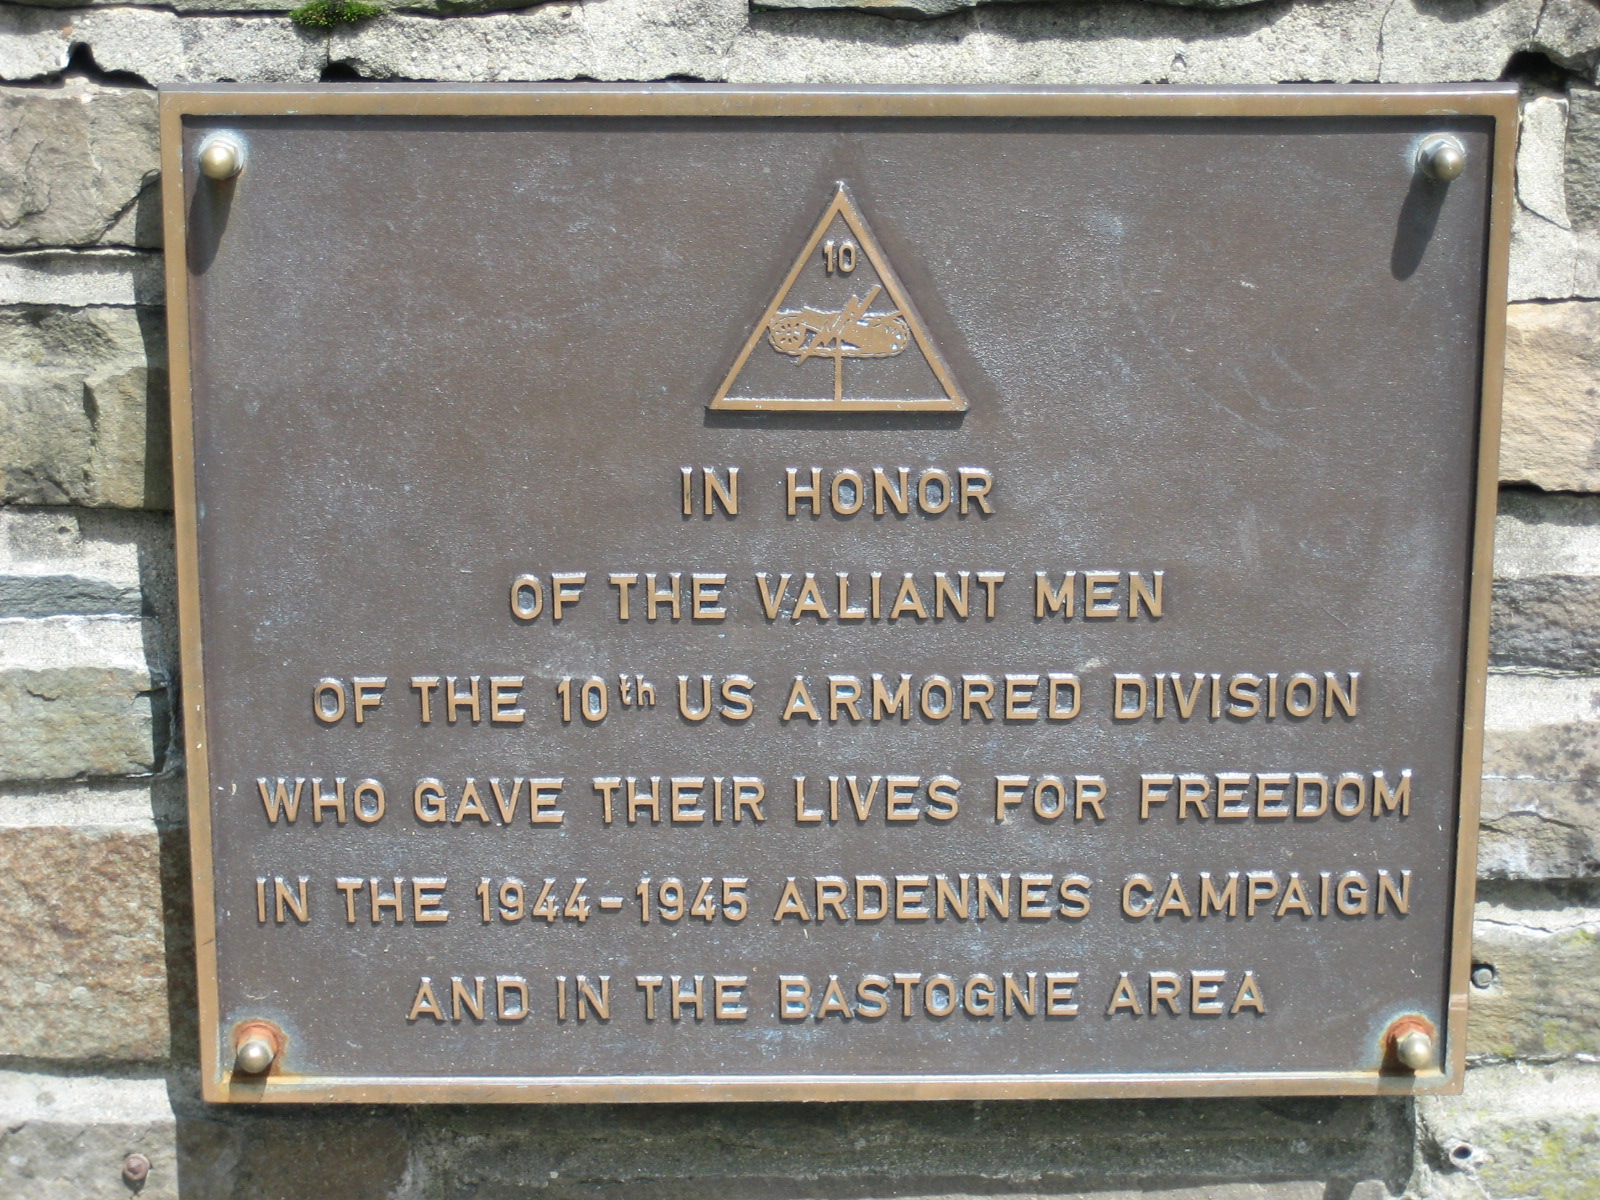 10
IN HONOR
OF THE VALIANT MEN
OF THE 10th US ARMORED DIVISION
WHO GAVE THEIR LIVES FOR FREEDOM
IN THE 1944-1945 ARDENNES CAMPAIGN
AND IN THE BASTOGNE AREA